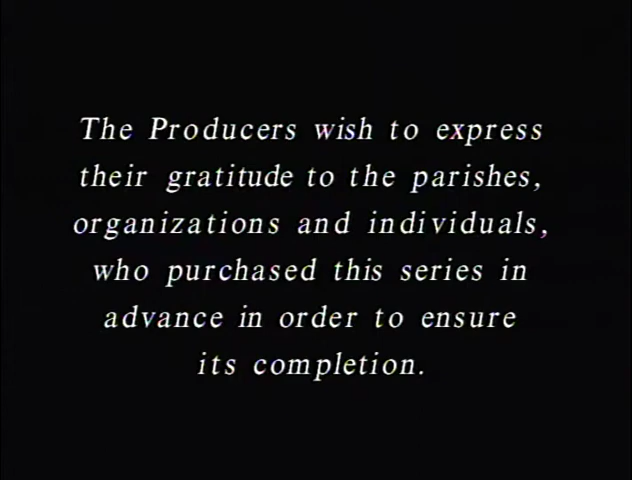 The Producers wish to express
their gratitude to the parishes,
organizations and individuals,
who purchased this series in
advance in order to ensure
its completion.